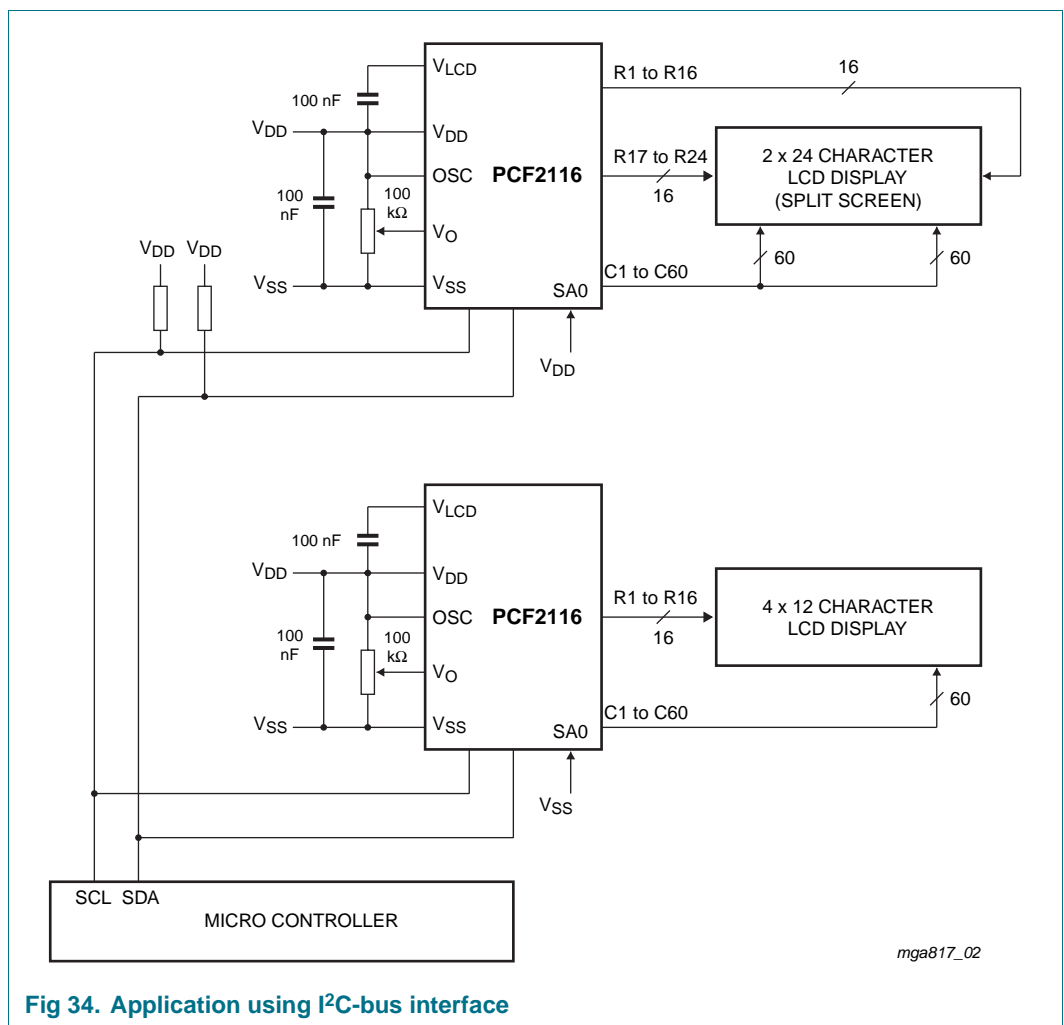 VLCD
R1 to R16
16
100 nF
VDD
VDD
OSC
PCF2116
R17 to R24
16
2 x 24 CHARACTER
LCD DISPLAY
(SPLIT SCREEN)
100
nF
100
kΩ
VO
VDD
VDD
VSS
VSS
C1 to C60
60
60
SA0
VDD
VLCD
100 nF
VDD
VDD
OSC
PCF2116
R1 to R16
16
4 x 12 CHARACTER
LCD DISPLAY
100
nF
100
kΩ
VO
VSS
VSS
C1 to C60
60
SA0
VSS
SCL SDA
MICRO CONTROLLER
mga817_02
Fig 34. Application using I²C-bus interface